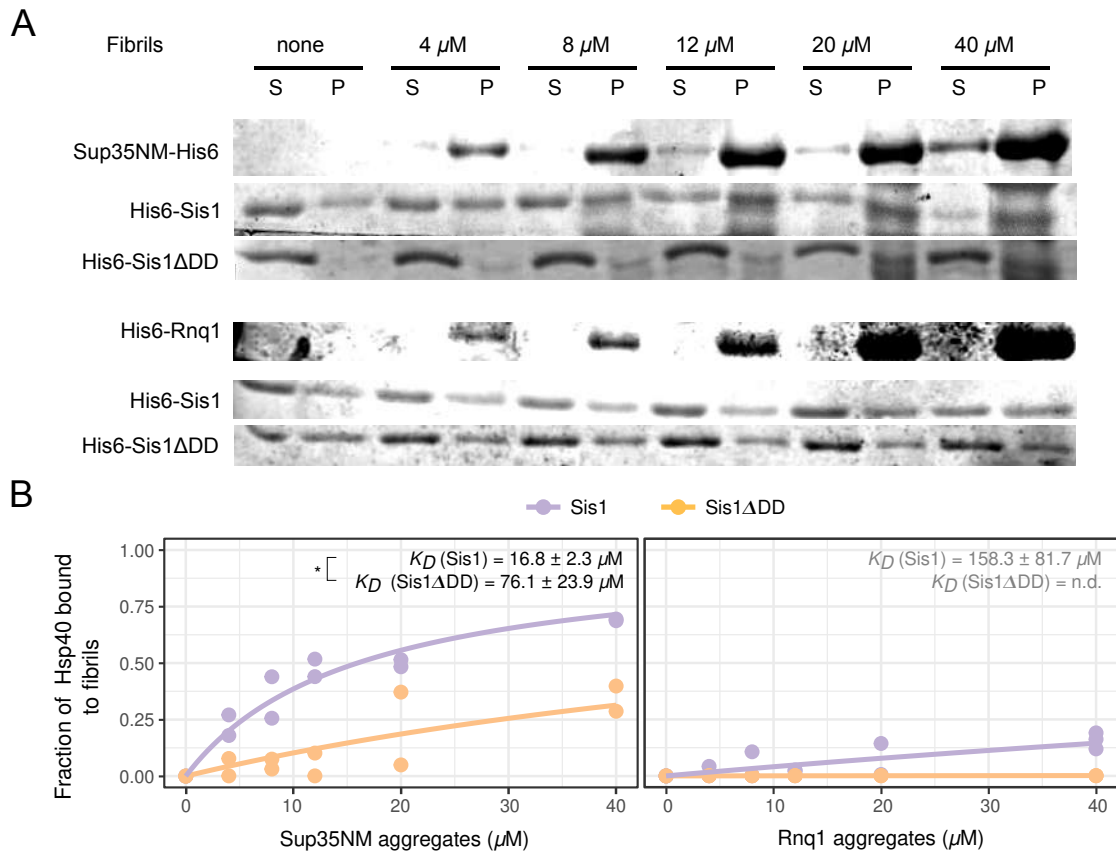 A
Fibrils none 4 µM 8 µM 12 µM 20 µM 40 µM
S P S P S P S P S P S P
Sup35NM-His6
His6-Sis1
His6-Sis1ΔDD
His6-Rnq1
His6-Sis1
His6-Sis1ΔDD
B
Sis1 Sis1ΔDD
Fraction of Hsp40 bound
to fibrils
1.00
0.75
0.50
0.25
0.00
*
KD (Sis1) = 16.8 ± 2.3 µM
KD (Sis1ΔDD) = 76.1 ± 23.9 µM
KD (Sis1) = 158.3 ± 81.7 µM
KD (Sis1ΔDD) = n.d.
0 10 20 30 40
0 10 20 30 40
Sup35NM aggregates (µM)
Rnq1 aggregates (µM)